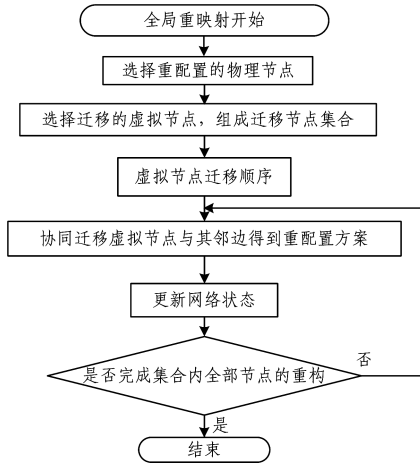 全局重映射开始
选择重配置的物理节点
选择迁移的虚拟节点，组成迁移节点集合
虚拟节点迁移顺序
协同迁移虚拟节点与其邻边得到重配置方案
更新网络状态
否
是否完成集合内全部节点的重构
是
结束